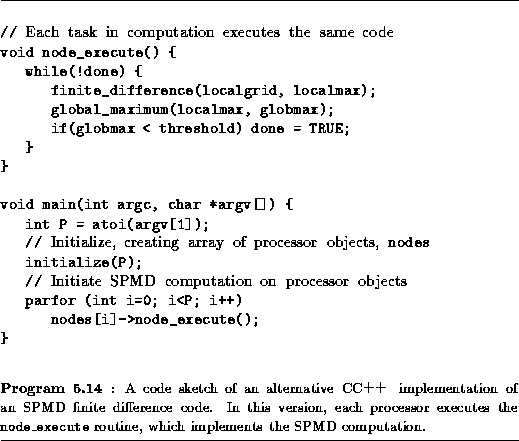 // Each task in computation executes the same code
void node_execute() {
   while(!done) {
      finite_difference(localgrid, localmax);
      global_maximum(localmax, globmax);
      if(globmax < threshold) done = TRUE;
   }
}

void main(int argc, char *argv[]) {
   int P = atoi(argv[1]);
   // Initialize, creating array of processor objects, nodes
   initialize(P);
   // Initiate SPMD computation on processor objects
   parfor (int i=0; i<P; i++)
      nodes[i]->node_execute();
}

Program 5.14 : A code sketch of an alternative CC++ implementation of
an SPMD finite difference code. In this version, each processor executes the
node_execute routine, which implements the SPMD computation.